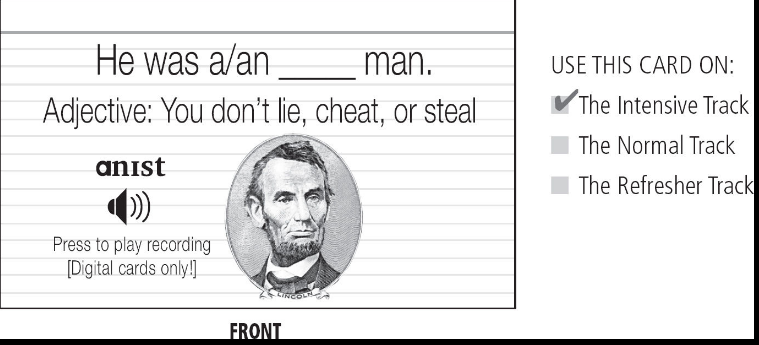 He was a/an _____ man.
Adjective: You don't lie, cheat, or steal
anıst
Press to play recording
[Digital cards only!]
LINCOLN
FRONT
USE THIS CARD ON:
✔The Intensive Track
The Normal Track
The Refresher Track